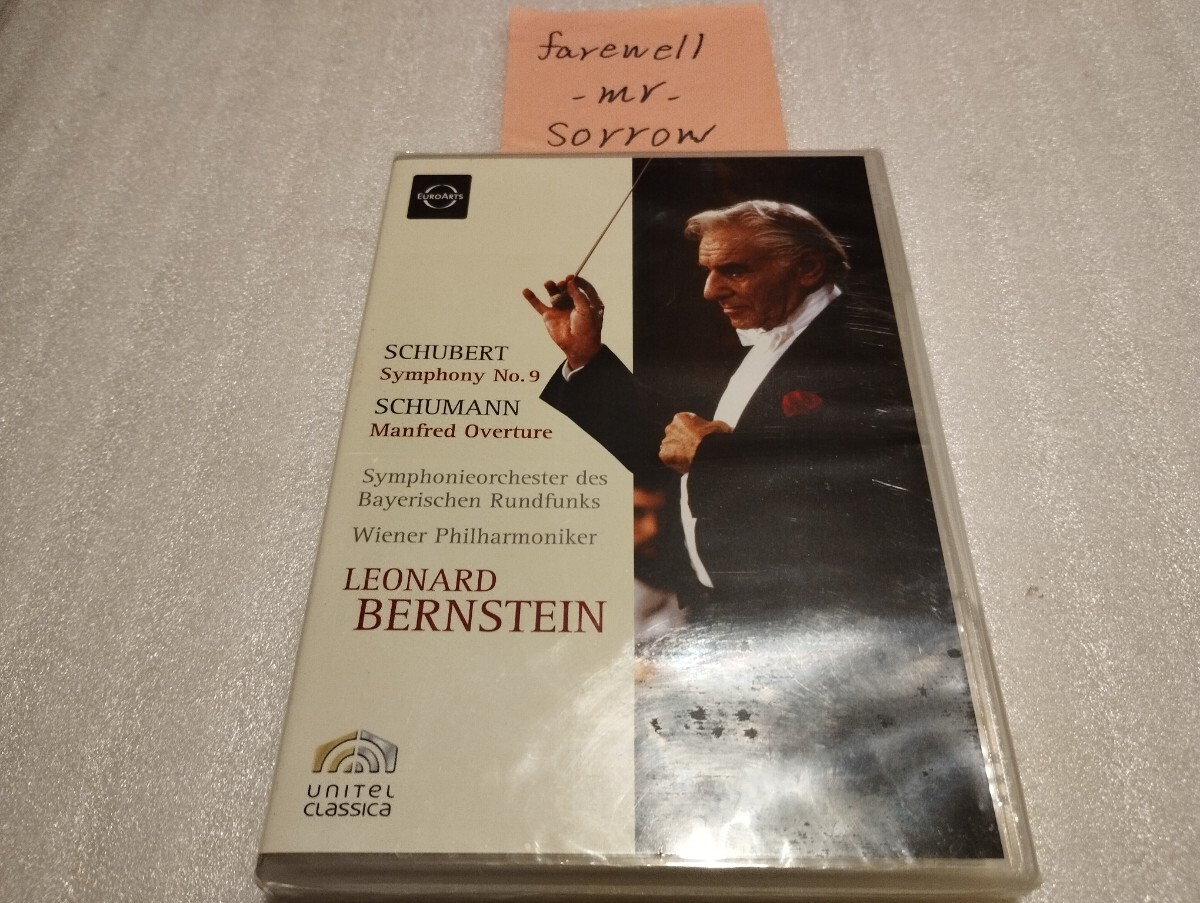 farewell
-mr-
sorrow
EUROARTS
SCHUBERT
Symphony No. 9
SCHUMANN
Manfred Overture
Symphonieorchester des
Bayerischen Rundfunks
Wiener Philharmoniker
LEONARD
BERNSTEIN
UNITEL
CLASSICA